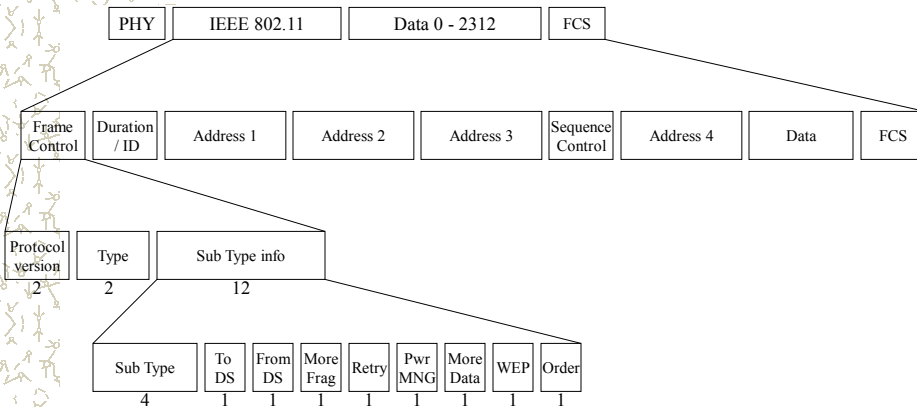 PHY IEEE 802.11 Data 0 - 2312 FCS
Frame Control Duration / ID Address 1 Address 2 Address 3 Sequence Control Address 4 Data FCS
Protocol version Type Sub Type info
2 2 12
Sub Type To DS From DS More Frag Retry Pwr MNG More Data WEP Order
4 1 1 1 1 1 1 1 1